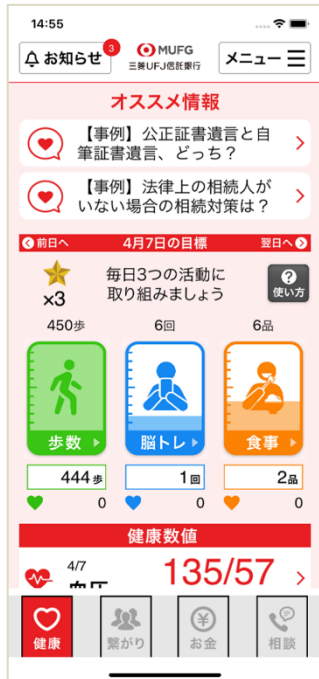 14:55
お知らせ
3
MUFG
三菱UFJ信託銀行
メニュー
オススメ情報
【事例】公正証書遺言と自
筆証書遺言、どっち？
【事例】法律上の相続人が
いない場合の相続対策は？
前日へ
4月7日の目標
翌日へ
×3
毎日3つの活動に
取り組みましょう
?
使い方
450歩
6回
6品
歩数
脳トレ
食事
444歩
1回
2品
0
0
0
健康数値
4/7
血圧
135/57
健康
繋がり
お金
相談